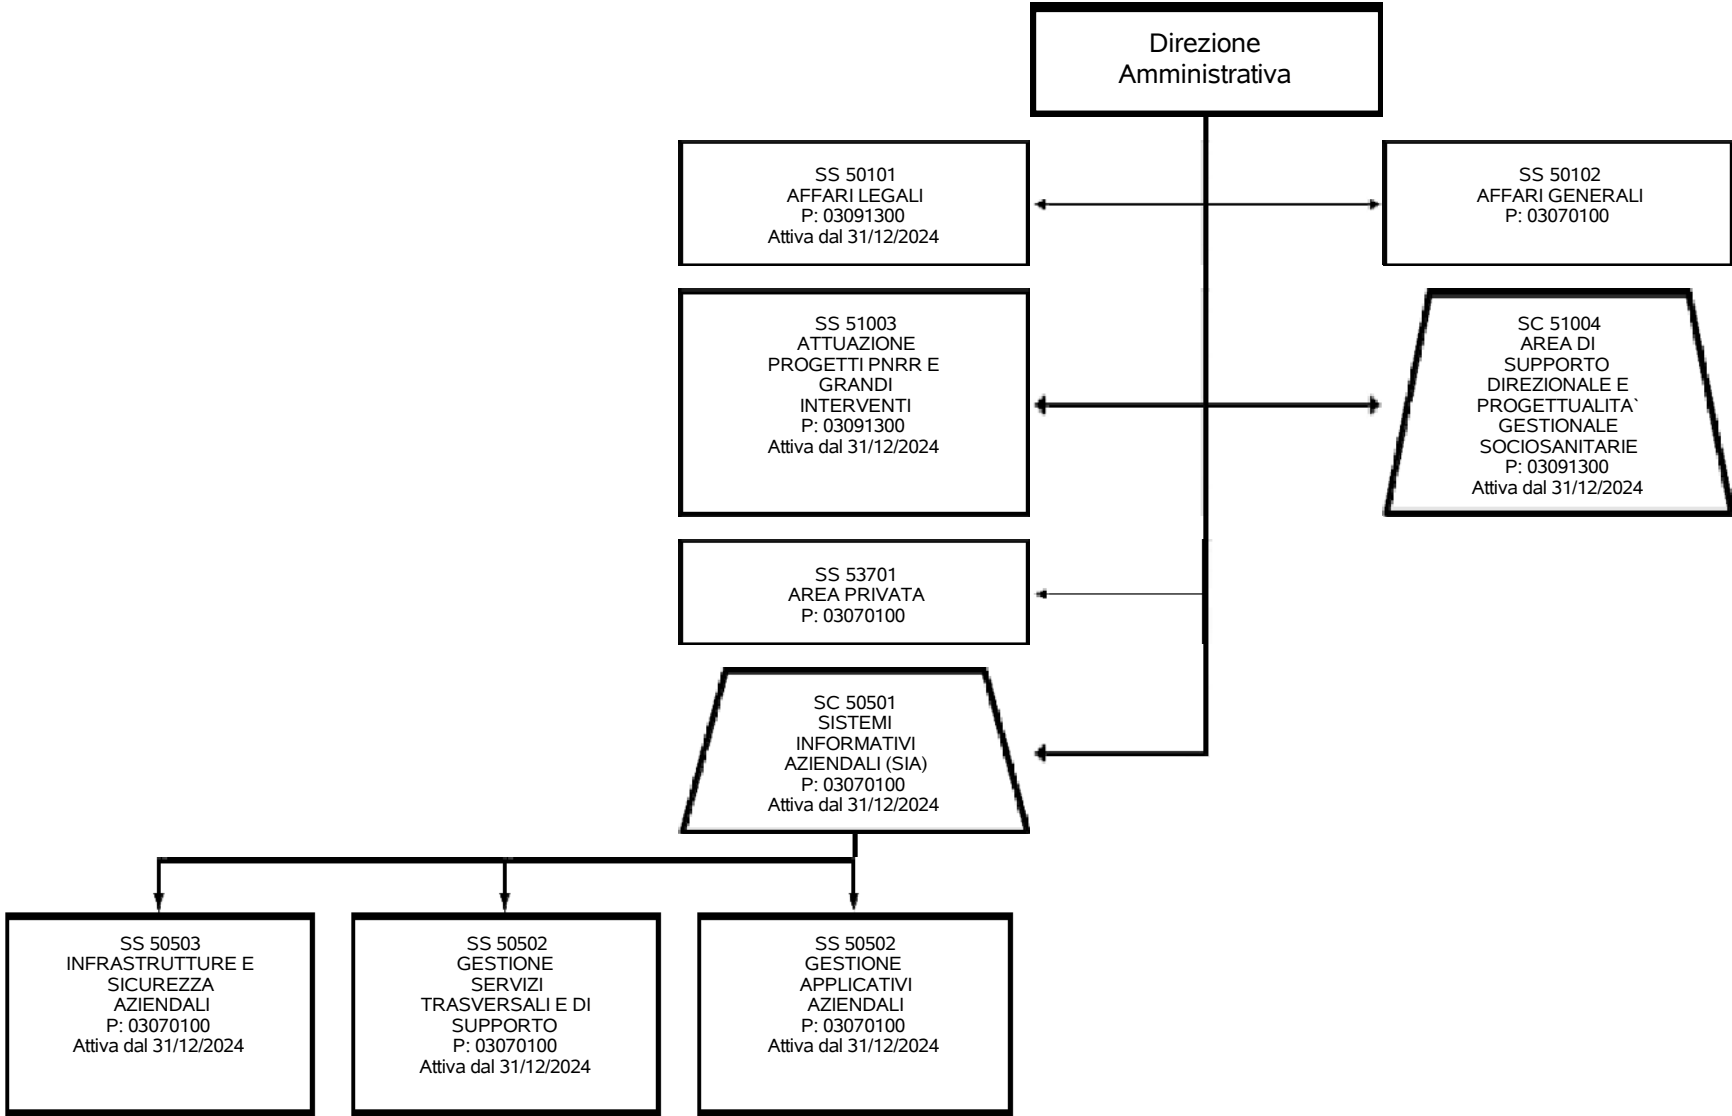 Direzione
Amministrativa
SS 50101
AFFARI LEGALI
P: 03091300
Attiva dal 31/12/2024
SS 50102
AFFARI GENERALI
P: 03070100
SS 51003
ATTUAZIONE
PROGETTI PNRR E
GRANDI
INTERVENTI
P: 03091300
Attiva dal 31/12/2024
SC 51004
AREA DI
SUPPORTO
DIREZIONALE E
PROGETTUALITA`
GESTIONALE
SOCIOSANITARIE
P: 03091300
Attiva dal 31/12/2024
SS 53701
AREA PRIVATA
P: 03070100
SC 50501
SISTEMI
INFORMATIVI
AZIENDALI (SIA)
P: 03070100
Attiva dal 31/12/2024
SS 50503
INFRASTRUTTURE E
SICUREZZA
AZIENDALI
P: 03070100
Attiva dal 31/12/2024
SS 50502
GESTIONE
SERVIZI
TRASVERSALI E DI
SUPPORTO
P: 03070100
Attiva dal 31/12/2024
SS 50502
GESTIONE
APPLICATIVI
AZIENDALI
P: 03070100
Attiva dal 31/12/2024